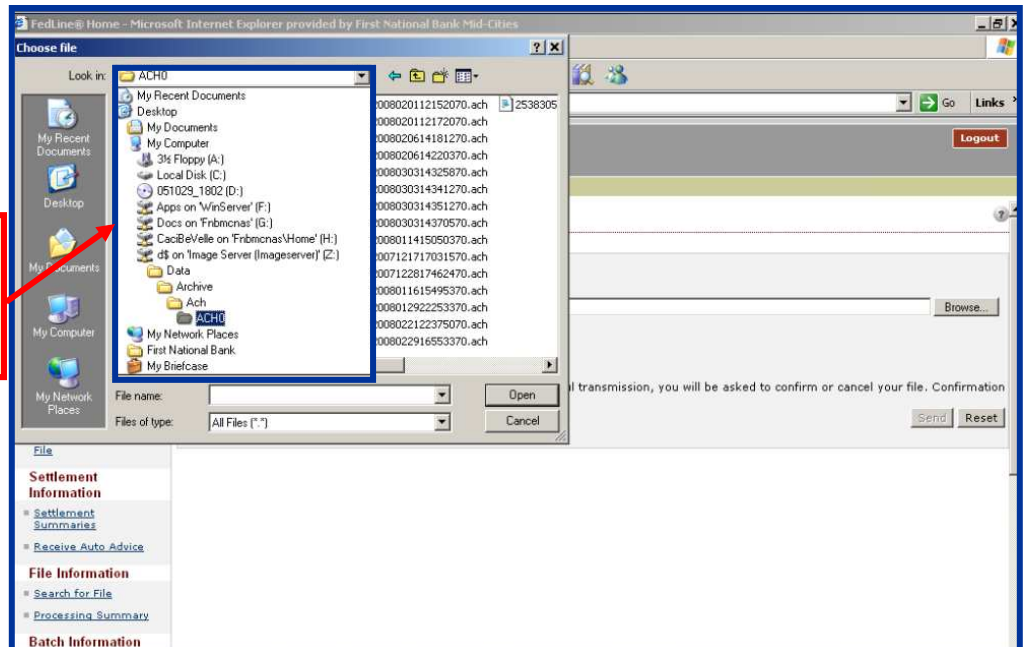 FedLine® Home - Microsoft Internet Explorer provided by First National Bank Mid-Cities
Choose file
Look in:
ACH0
My Recent Documents
Desktop
My Documents
My Computer
3½ Floppy (A:)
Local Disk (C:)
051029_1802 (D:)
Apps on 'WinServer' (F:)
Docs on 'Fnbmcnas' (G:)
CaciBeVelle on 'Fnbmcnas\Home' (H:)
d$ on 'Image Server (Imageserver)' (Z:)
Data
Archive
Ach
ACH0
My Network Places
First National Bank
My Briefcase
2008020112152070.ach
2008020112172070.ach
2008020614181270.ach
2008020614220370.ach
2008030314325870.ach
2008030314341270.ach
2008030314351270.ach
2008030314370570.ach
2008011415050370.ach
2007121717031570.ach
2007122817462470.ach
2008011615495370.ach
2008012922253370.ach
2008022122375070.ach
2008022916553370.ach
2538305
My Recent
Documents
Desktop
My Documents
My Computer
My Network
Places
File name:
Open
Files of type:
All Files (*.*)
Cancel
Go
Links
Logout
Browse...
l transmission, you will be asked to confirm or cancel your file. Confirmation
Send
Reset
File
Settlement
Information
Settlement
Summaries
Receive Auto Advice
File Information
Search for File
Processing Summary
Batch Information